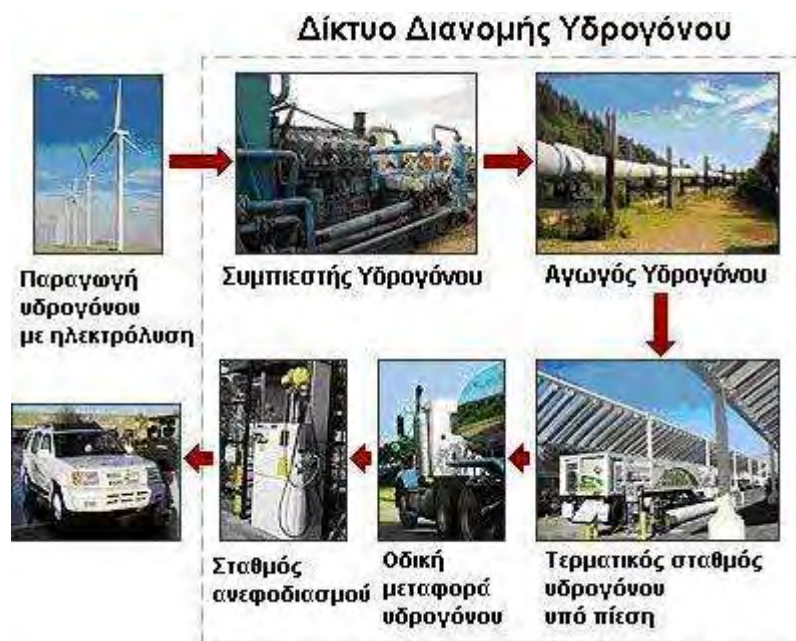 Δίκτυο Διανομής Υδρογόνου
Παραγωγή
υδρογόνου
με ηλεκτρόλυση
Συμπιεστής Υδρογόνου
Αγωγός Υδρογόνου
Τερματικός σταθμός
υδρογόνου
υπό πίεση
Οδική
μεταφορά
υδρογόνου
Σταθμός
ανεφοδιασμού